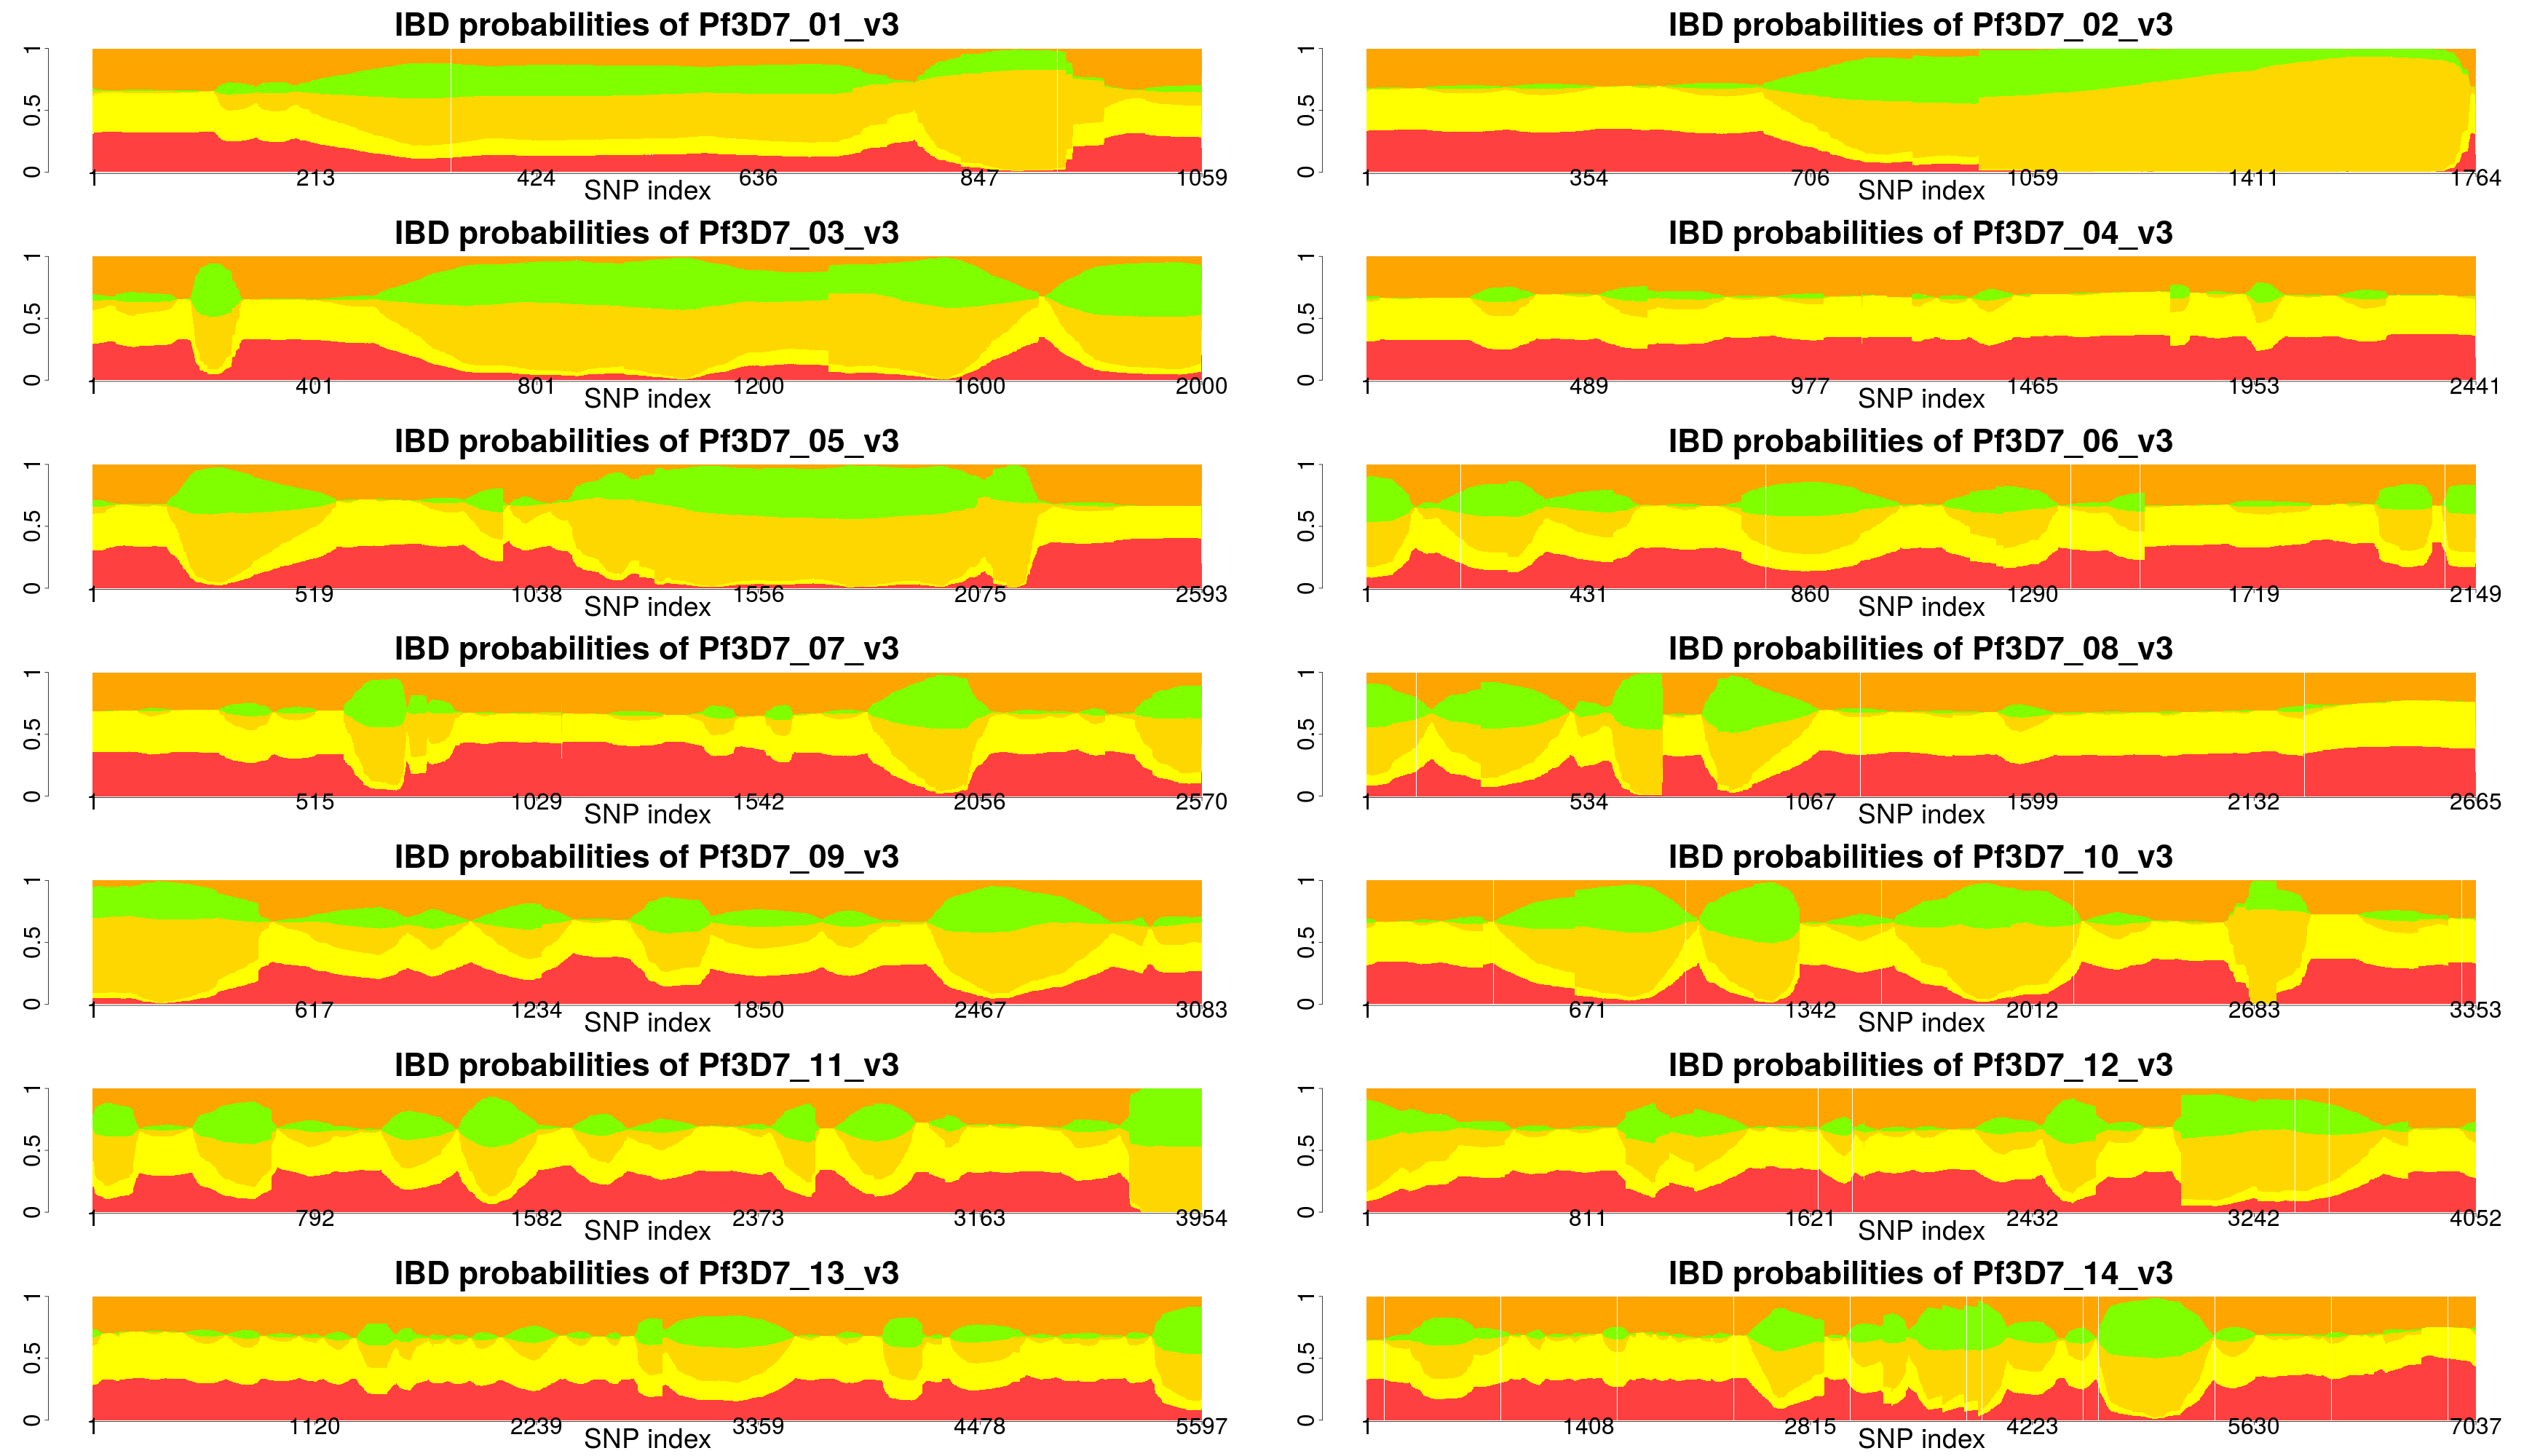 IBD probabilities of Pf3D7_01_v3
1
0.5
0
1 213 424 636 847 1059
SNP index
IBD probabilities of Pf3D7_02_v3
1
0.5
0
1 354 706 1059 1411 1764
SNP index
IBD probabilities of Pf3D7_03_v3
1
0.5
0
1 401 801 1200 1600 2000
SNP index
IBD probabilities of Pf3D7_04_v3
1
0.5
0
1 489 977 1465 1953 2441
SNP index
IBD probabilities of Pf3D7_05_v3
1
0.5
0
1 519 1038 1556 2075 2593
SNP index
IBD probabilities of Pf3D7_06_v3
1
0.5
0
1 431 860 1290 1719 2149
SNP index
IBD probabilities of Pf3D7_07_v3
1
0.5
0
1 515 1029 1542 2056 2570
SNP index
IBD probabilities of Pf3D7_08_v3
1
0.5
0
1 534 1067 1599 2132 2665
SNP index
IBD probabilities of Pf3D7_09_v3
1
0.5
0
1 617 1234 1850 2467 3083
SNP index
IBD probabilities of Pf3D7_10_v3
1
0.5
0
1 671 1342 2012 2683 3353
SNP index
IBD probabilities of Pf3D7_11_v3
1
0.5
0
1 792 1582 2373 3163 3954
SNP index
IBD probabilities of Pf3D7_12_v3
1
0.5
0
1 811 1621 2432 3242 4052
SNP index
IBD probabilities of Pf3D7_13_v3
1
0.5
0
1 1120 2239 3359 4478 5597
SNP index
IBD probabilities of Pf3D7_14_v3
1
0.5
0
1 1408 2815 4223 5630 7037
SNP index